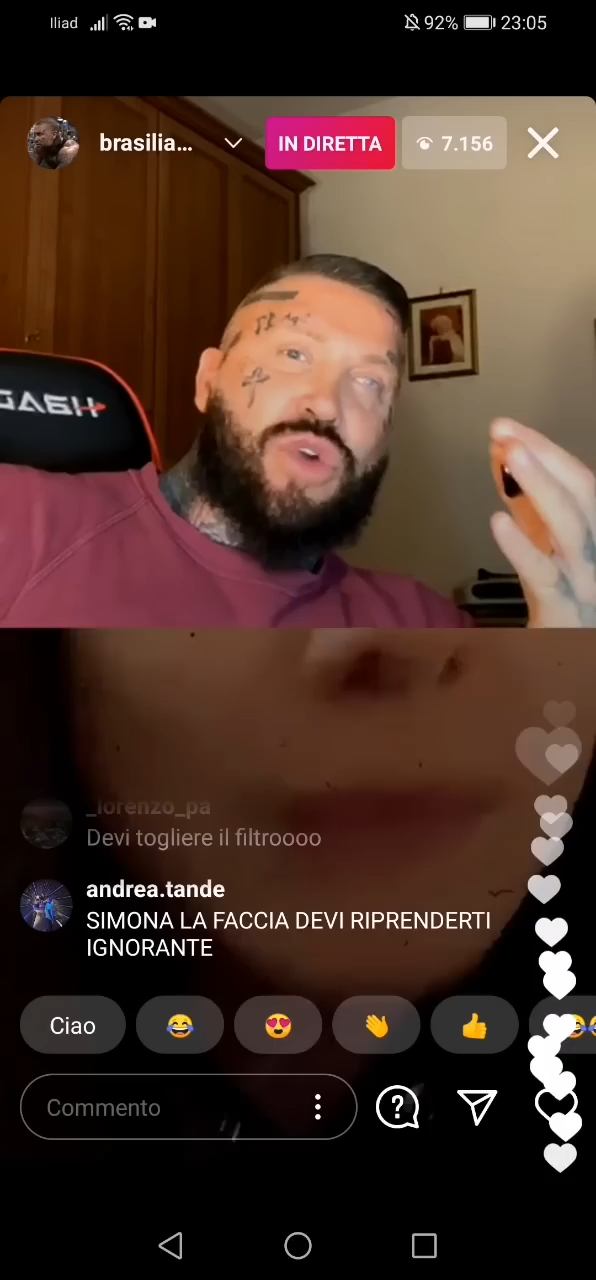 Iliad
92%
23:05
brasilia...
IN DIRETTA
7.156
DASH
_lorenzo_pa
Devi togliere il filtroooo
andrea.tande
SIMONA LA FACCIA DEVI RIPRENDERTI
IGNORANTE
Ciao
Commento